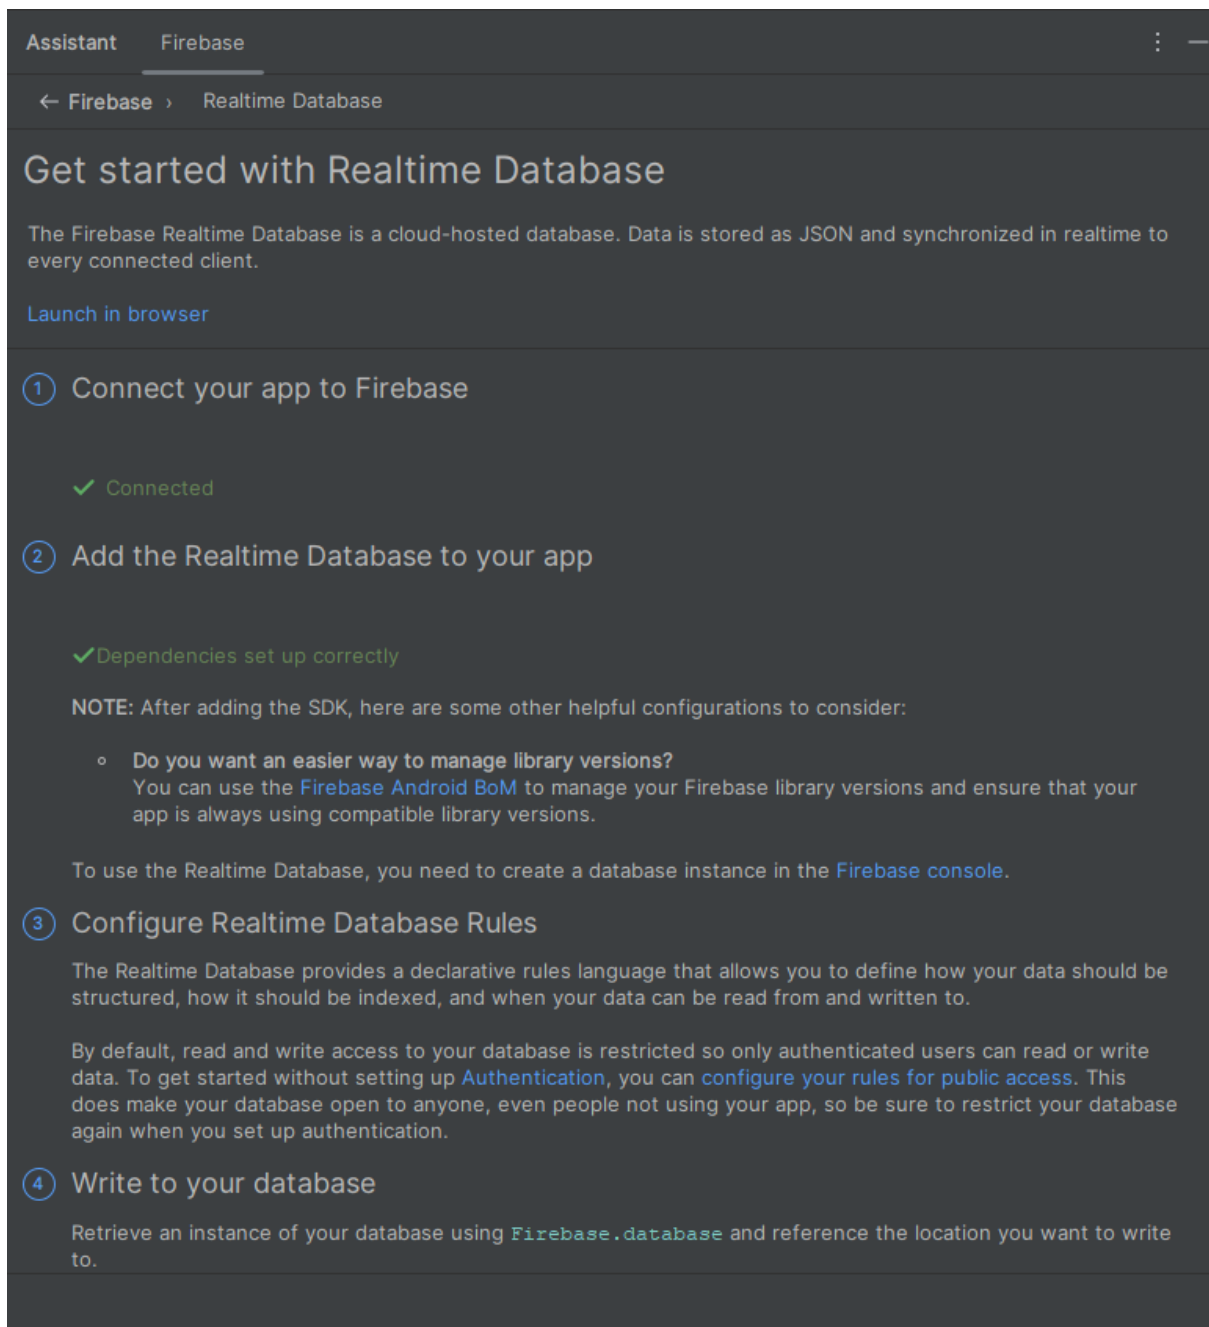 Assistant Firebase
← Firebase › Realtime Database
Get started with Realtime Database
The Firebase Realtime Database is a cloud-hosted database. Data is stored as JSON and synchronized in realtime to
every connected client.
Launch in browser
1 Connect your app to Firebase
✓ Connected
2 Add the Realtime Database to your app
✓ Dependencies set up correctly
NOTE: After adding the SDK, here are some other helpful configurations to consider:
Do you want an easier way to manage library versions?
You can use the Firebase Android BoM to manage your Firebase library versions and ensure that your
app is always using compatible library versions.
To use the Realtime Database, you need to create a database instance in the Firebase console.
3 Configure Realtime Database Rules
The Realtime Database provides a declarative rules language that allows you to define how your data should be
structured, how it should be indexed, and when your data can be read from and written to.
By default, read and write access to your database is restricted so only authenticated users can read or write
data. To get started without setting up Authentication, you can configure your rules for public access. This
does make your database open to anyone, even people not using your app, so be sure to restrict your database
again when you set up authentication.
4 Write to your database
Retrieve an instance of your database using Firebase.database and reference the location you want to write
to.